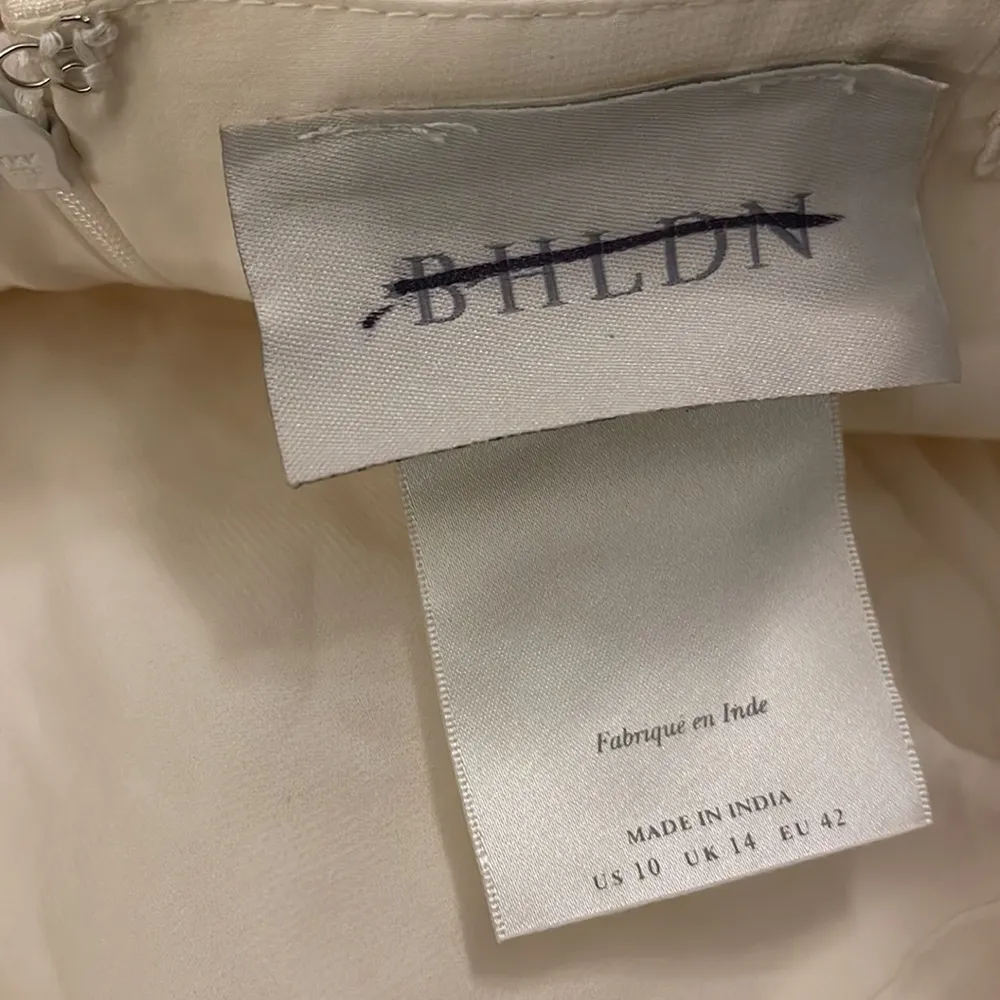 BHLDN
Fabriqué en Inde
MADE IN INDIA
US 10 UK 14 EU 42